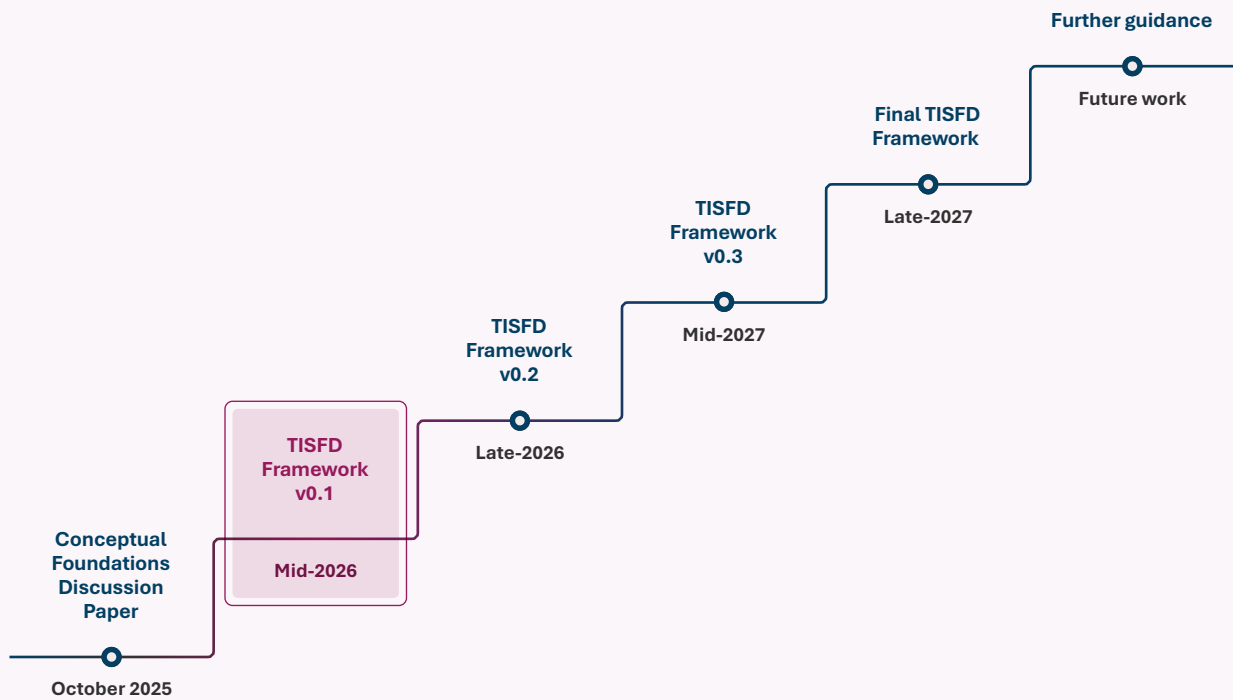 Further guidance
Future work
Final TISFD
Framework
Late-2027
TISFD
Framework
v0.3
Mid-2027
TISFD
Framework
v0.2
Late-2026
TISFD
Framework
v0.1
Mid-2026
Conceptual
Foundations
Discussion
Paper
October 2025